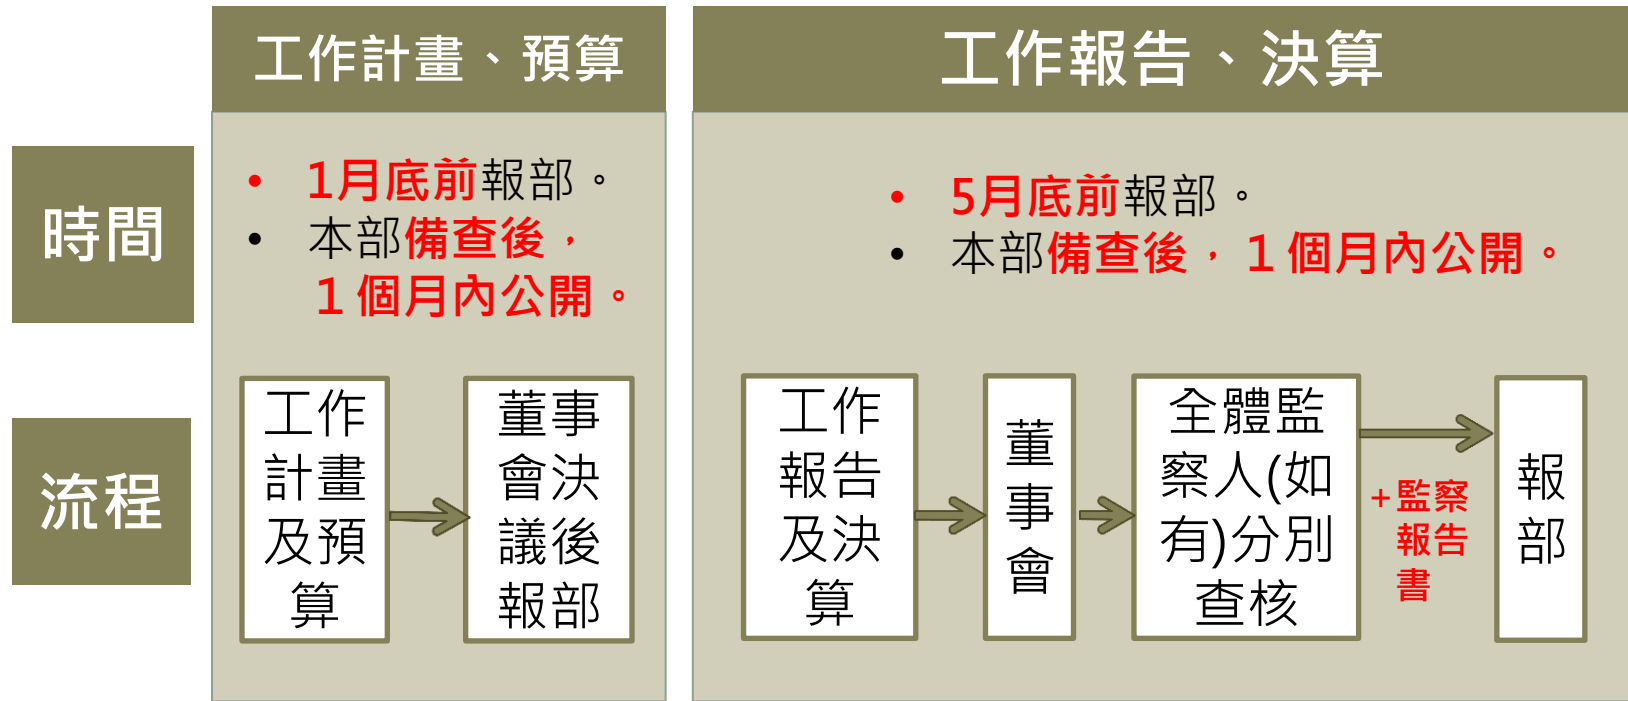 工作計畫、預算
工作報告、決算
時間
• 1月底前報部。
• 本部備查後，
1 個月內公開。
• 5月底前報部。
• 本部備查後，1 個月內公開。
流程
工作
計畫
及預
算
董事
會決
議後
報部
工作
報告
及決
算
董
事
會
全體監
察人(如
有)分別
查核
+監察
報告
書
報
部